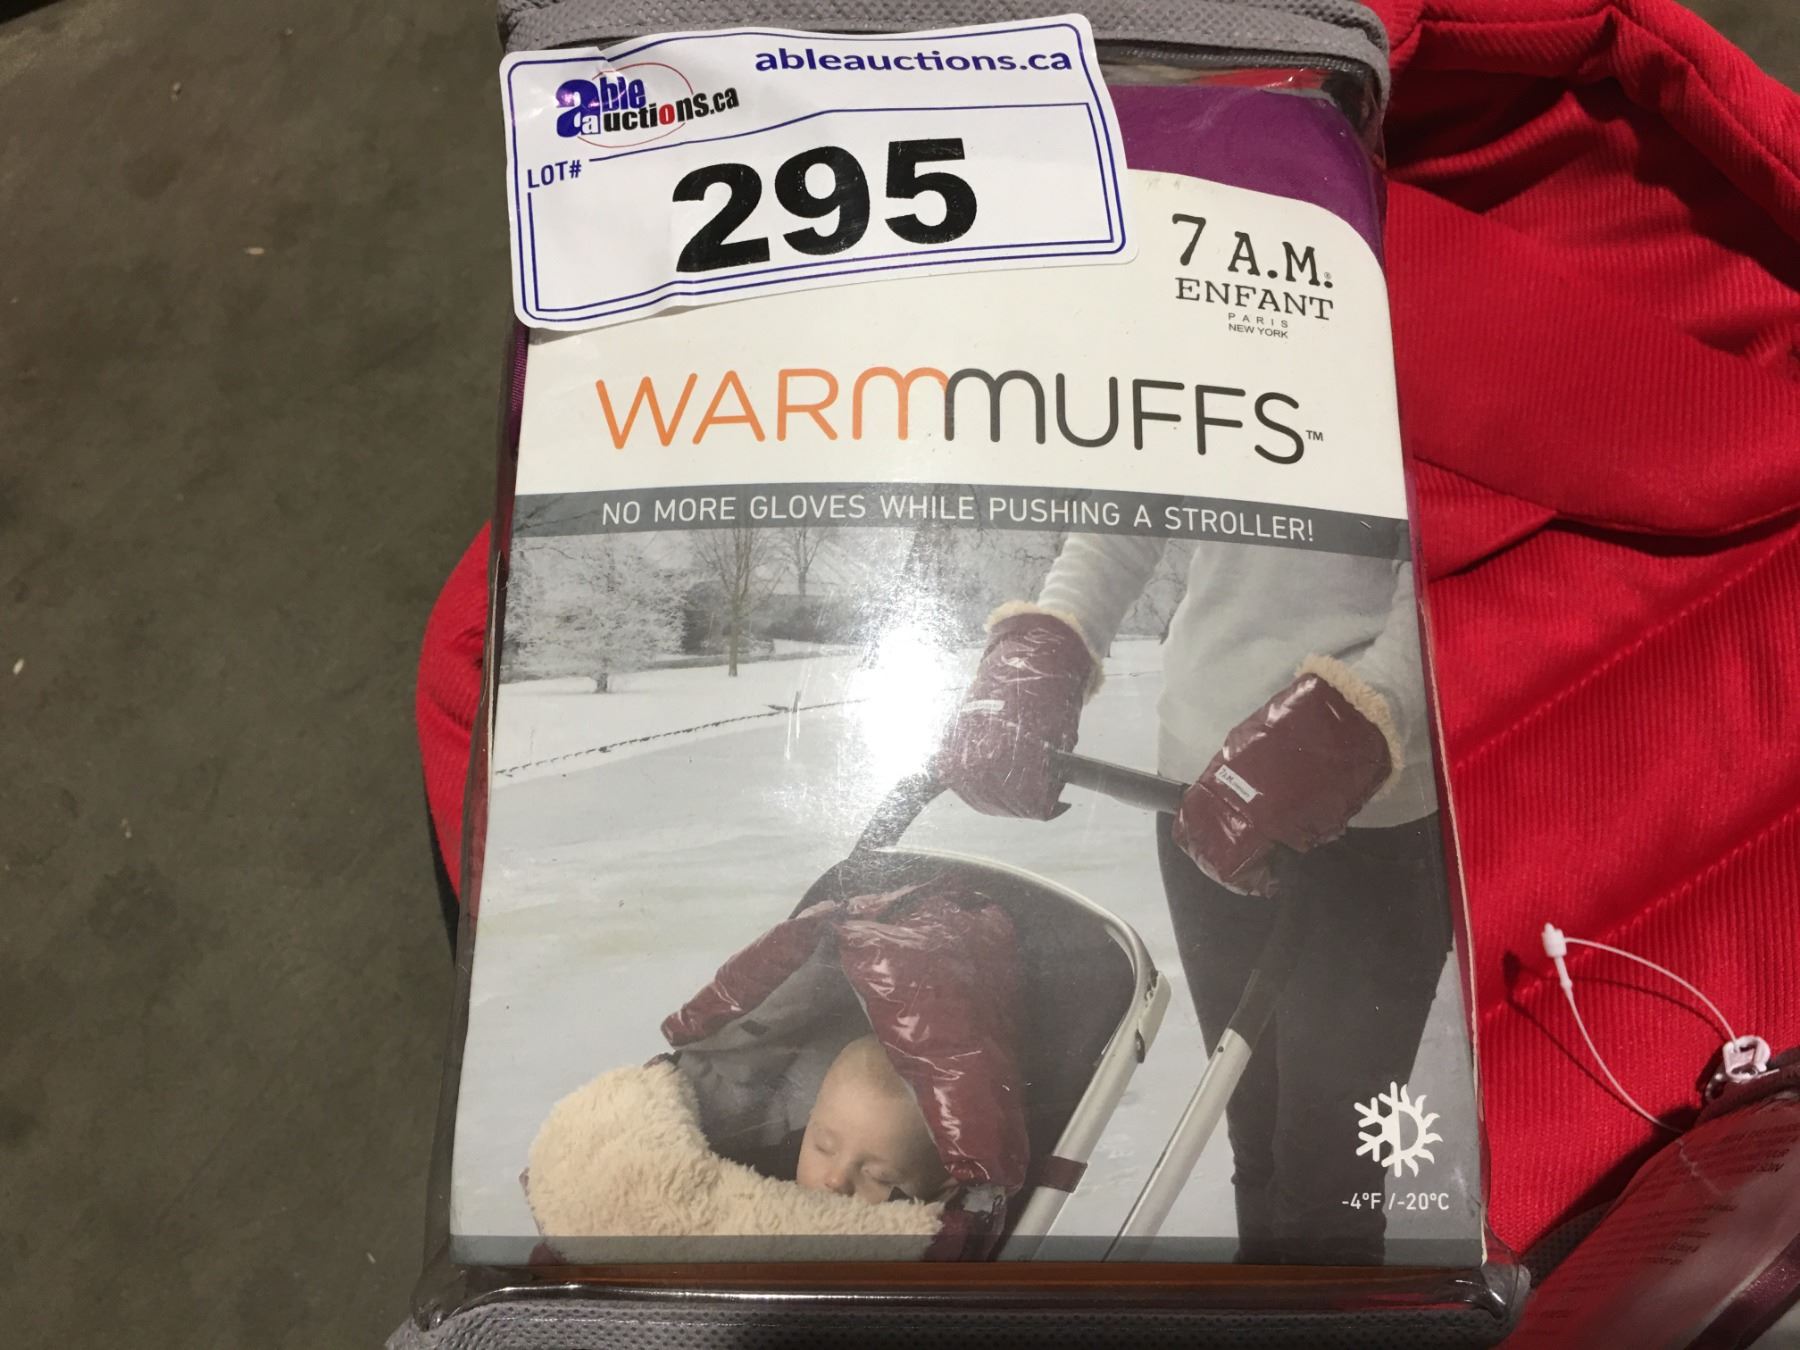 ableauctions.ca
able
auctions.ca
LOT#
295
7 A.M.®
ENFANT
PARIS
NEW YORK
WARMMUFFS™
NO MORE GLOVES WHILE PUSHING A STROLLER!
7A.M.
-4°F / -20°C